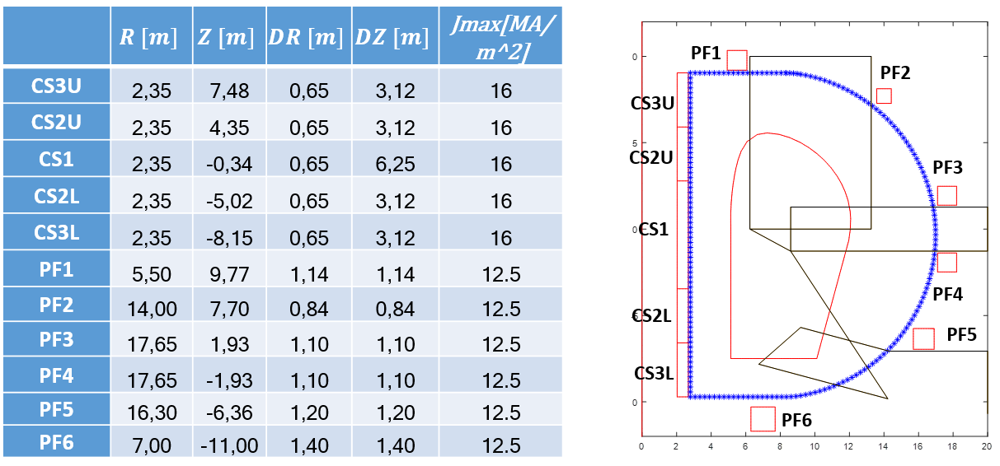 R [m] Z [m] DR [m] DZ [m] Jmax[MA/
m^2]
CS3U 2,35 7,48 0,65 3,12 16
CS2U 2,35 4,35 0,65 3,12 16
CS1 2,35 -0,34 0,65 6,25 16
CS2L 2,35 -5,02 0,65 3,12 16
CS3L 2,35 -8,15 0,65 3,12 16
PF1 5,50 9,77 1,14 1,14 12.5
PF2 14,00 7,70 0,84 0,84 12.5
PF3 17,65 1,93 1,10 1,10 12.5
PF4 17,65 -1,93 1,10 1,10 12.5
PF5 16,30 -6,36 1,20 1,20 12.5
PF6 7,00 -11,00 1,40 1,40 12.5
PF1
0
PF2
CS3U
5
CS2U
PF3
0
CS1
PF4
5
CS2L
PF5
CS3L
0
PF6
0 2 4 6 8 10 12 14 16 18 20